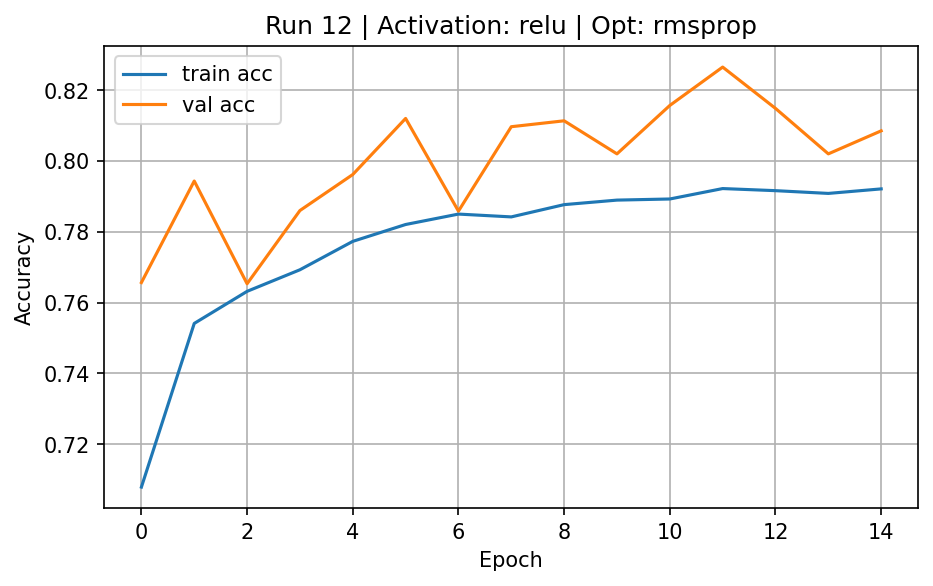 Run 12 | Activation: relu | Opt: rmsprop
train acc
val acc
Accuracy
0.82
0.80
0.78
0.76
0.74
0.72
0 2 4 6 8 10 12 14
Epoch